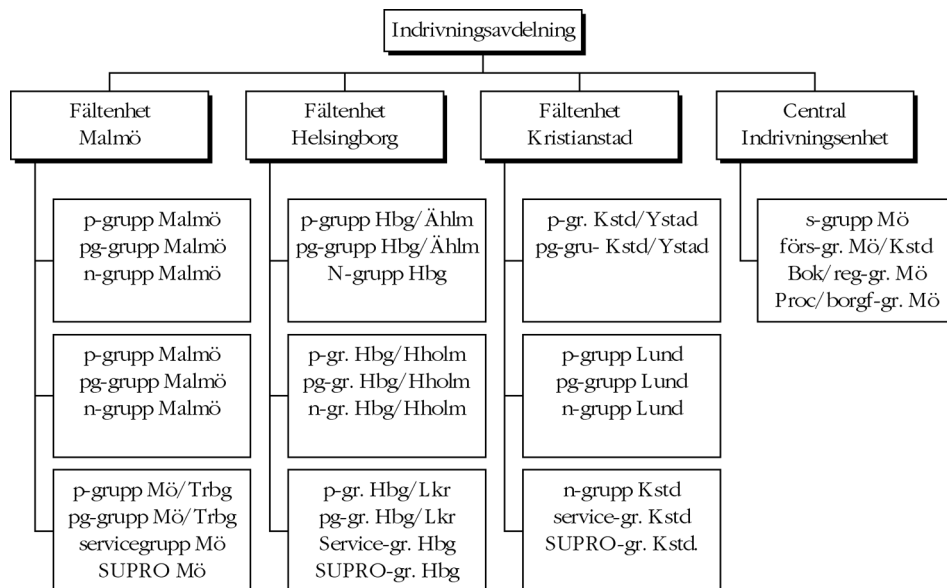 Indrivningsavdelning
Fältenhet
Malmö
p-grupp Malmö
pg-grupp Malmö
n-grupp Malmö
p-grupp Malmö
pg-grupp Malmö
n-grupp Malmö
p-grupp Mö/Trbg
pg-grupp Mö/Trbg
servicegrupp Mö
SUPRO Mö
Fältenhet
Helsingborg
p-grupp Hbg/Ählm
pg-grupp Hbg/Ählm
N-grupp Hbg
p-gr. Hbg/Hholm
pg-gr. Hbg/Hholm
n-gr. Hbg/Hholm
p-gr. Hbg/Lkr
pg-gr. Hbg/Lkr
Service-gr. Hbg
SUPRO-gr. Hbg
Fältenhet
Kristianstad
p-gr. Kstd/Ystad
pg-gru- Kstd/Ystad
p-grupp Lund
pg-grupp Lund
n-grupp Lund
n-grupp Kstd
service-gr. Kstd
SUPRO-gr. Kstd.
Central
Indrivningsenhet
s-grupp Mö
förs-gr. Mö/Kstd
Bok/reg-gr. Mö
Proc/borgf-gr. Mö